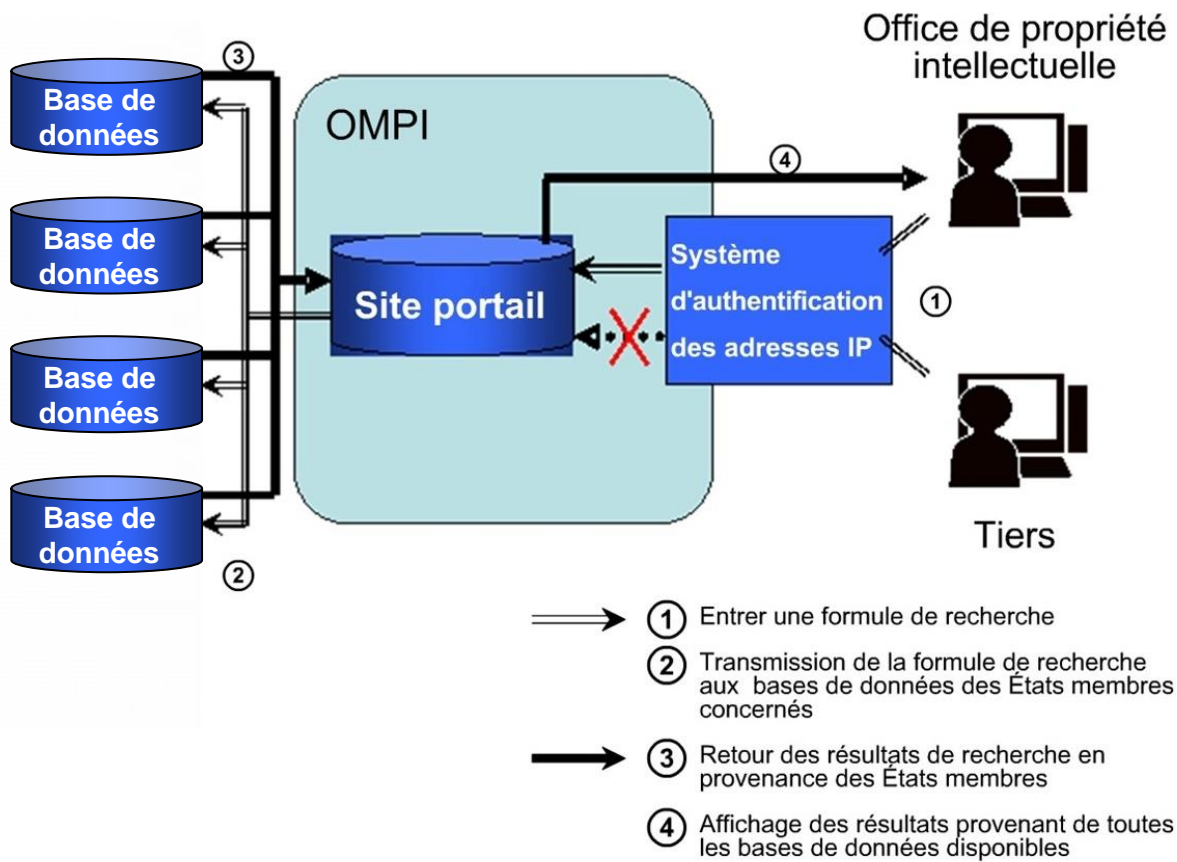 Office de propriété
intellectuelle
③
Base de
données
OMPI
④
Base de
données
Système
d'authentification
des adresses IP
①
Site portail
Base de
données
Base de
données
Tiers
②
① Entrer une formule de recherche
② Transmission de la formule de recherche
aux bases de données des États membres
concernés
③ Retour des résultats de recherche en
provenance des États membres
④ Affichage des résultats provenant de toutes
les bases de données disponibles